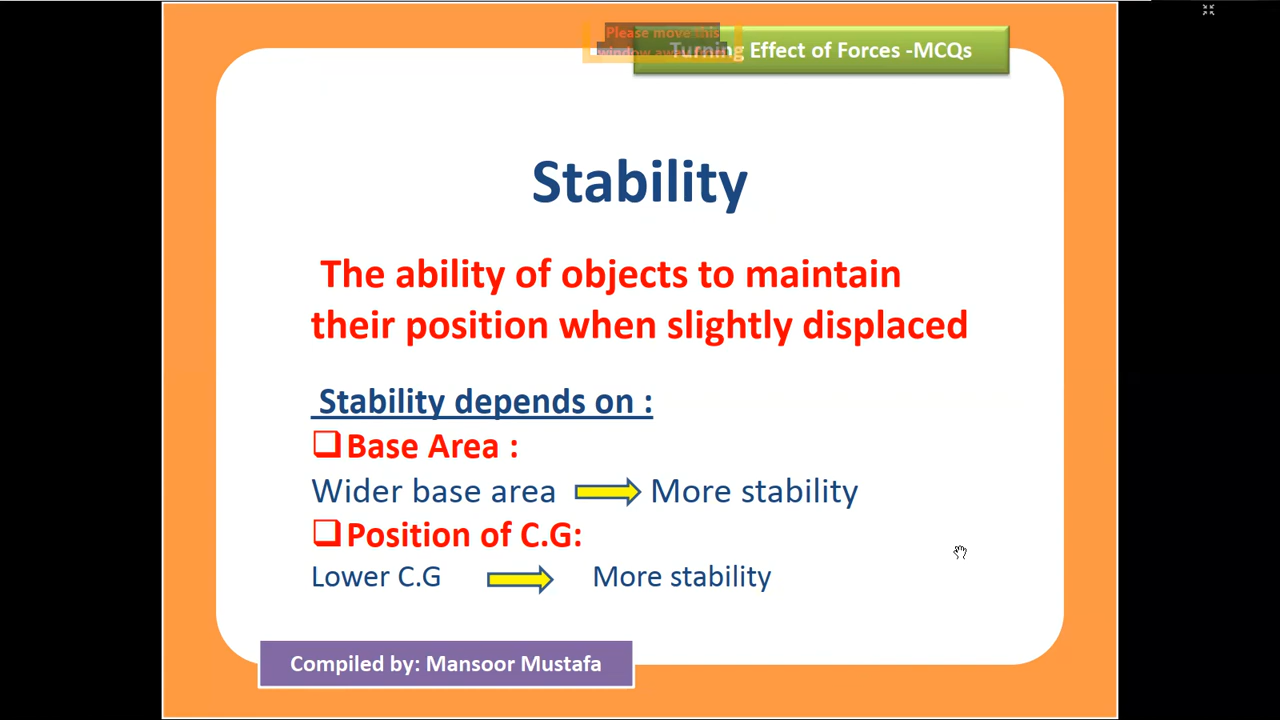 Please move this
window away from
Turning Effect of Forces -MCQs
Stability
The ability of objects to maintain
their position when slightly displaced
Stability depends on :
Base Area :
Wider base area More stability
Position of C.G:
Lower C.G More stability
Compiled by: Mansoor Mustafa